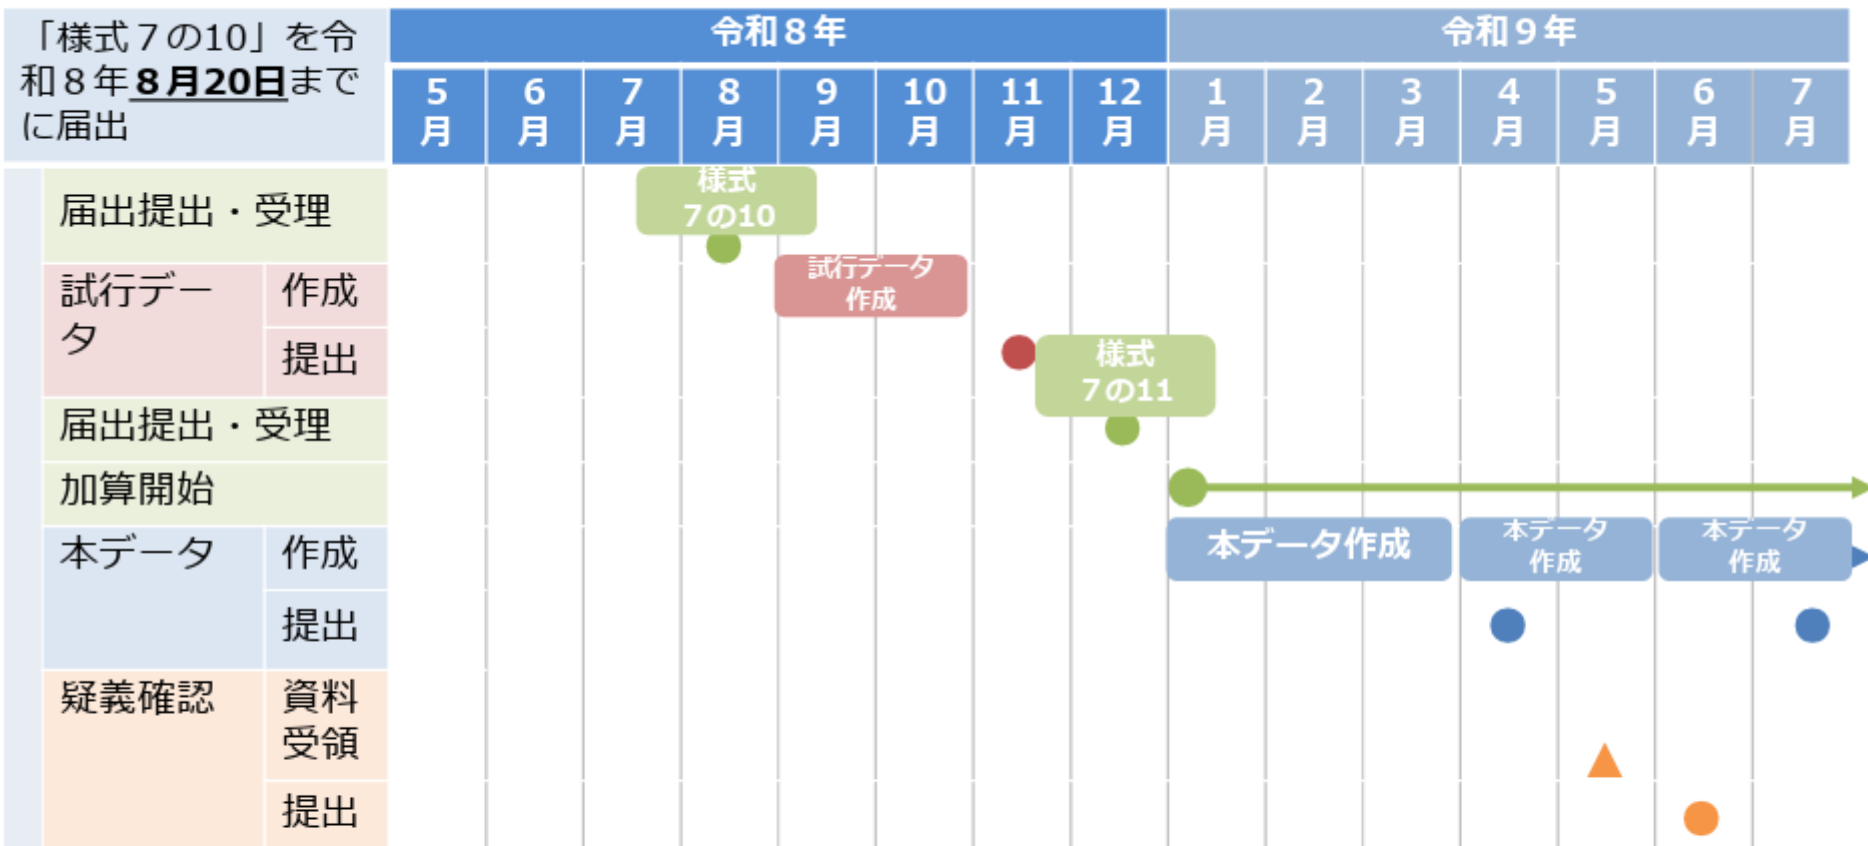 「様式７の10」を令
和８年８月20日まで
に届出
令和８年
令和９年
5
月
6
月
7
月
8
月
9
月
10
月
11
月
12
月
1
月
2
月
3
月
4
月
5
月
6
月
7
月
届出提出・受理
様式
７の10
試行デー
タ
作成
試行データ
作成
提出
様式
７の11
届出提出・受理
加算開始
本データ
作成
本データ作成
本データ
作成
本データ
作成
提出
疑義確認
資料
受領
提出